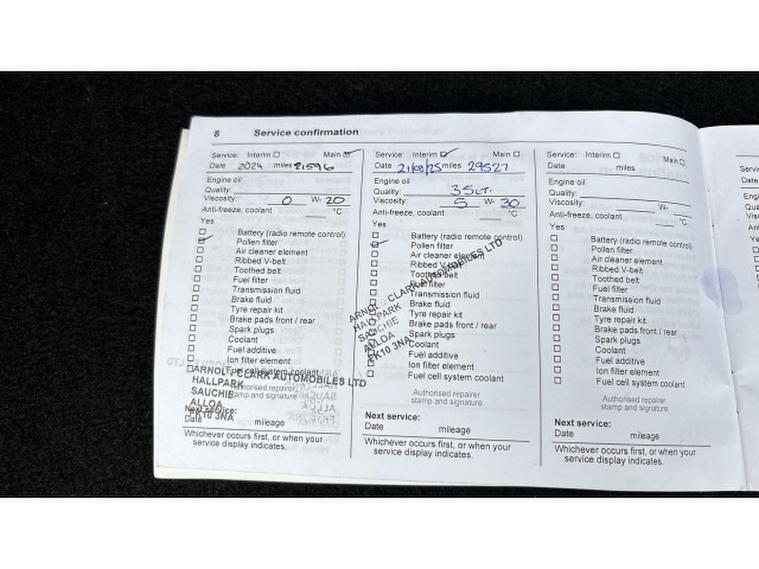 8 Service confirmation
Service: Interim ☐ Main ☑
Date 2024 miles 21596
Engine oil
Quality:
Viscosity: 0 W- 20
Anti-freeze, coolant °C
Yes
☐ Battery (radio remote control)
☑ Pollen filter
☐ Air cleaner element
☐ Ribbed V-belt
☐ Toothed belt
☐ Fuel filter
☐ Transmission fluid
☐ Brake fluid
☐ Tyre repair kit
☐ Brake pads front / rear
☐ Spark plugs
☐ Coolant
☐ Fuel additive
☐ Ion filter element
☐ Fuel cell system coolant
ARNOLD CLARK AUTOMOBILES LTD
HALLPARK
SAUCHIE
ALLOA
FK10 3NA
Authorised repairer
stamp and signature
Next service:
Date mileage
Whichever occurs first, or when your
service display indicates.
Service: Interim ☑ Main ☐
Date 21/08/25 miles 29527
Engine oil
Quality:
Viscosity: 5 W- 30
Anti-freeze, coolant °C
Yes
☐ Battery (radio remote control)
☑ Pollen filter
☐ Air cleaner element
☐ Ribbed V-belt
☐ Toothed belt
☐ Fuel filter
☐ Transmission fluid
☐ Brake fluid
☐ Tyre repair kit
☐ Brake pads front / rear
☐ Spark plugs
☐ Coolant
☐ Fuel additive
☐ Ion filter element
☐ Fuel cell system coolant
ARNOLD CLARK AUTOMOBILES LTD
HALLPARK
SAUCHIE
ALLOA
FK10 3NA
Authorised repairer
stamp and signature
Next service:
Date mileage
Whichever occurs first, or when your
service display indicates.
Service: Interim ☐ Main ☐
Date miles
Engine oil
Quality:
Viscosity: W-
Anti-freeze, coolant °C
Yes
☐ Battery (radio remote control)
☐ Pollen filter
☐ Air cleaner element
☐ Ribbed V-belt
☐ Toothed belt
☐ Fuel filter
☐ Transmission fluid
☐ Brake fluid
☐ Tyre repair kit
☐ Brake pads front / rear
☐ Spark plugs
☐ Coolant
☐ Fuel additive
☐ Ion filter element
☐ Fuel cell system coolant
Authorised repairer
stamp and signature
Next service:
Date mileage
Whichever occurs first, or when your
service display indicates.